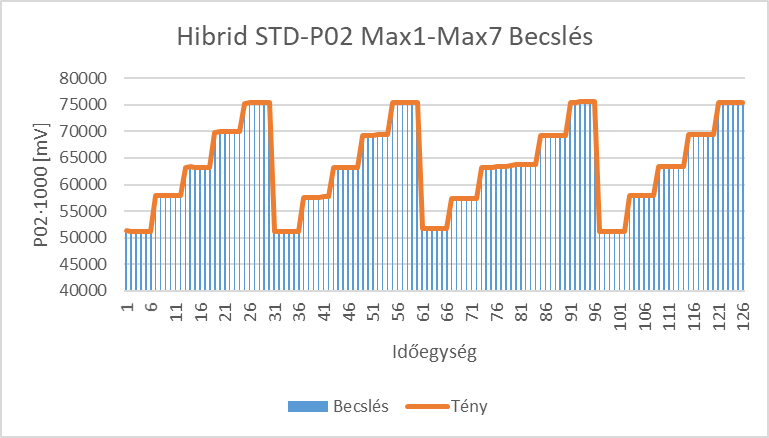 Hibrid STD-P02 Max1-Max7 Becslés
P02·1000 [mV]
80000
75000
70000
65000
60000
55000
50000
45000
40000
1 6 11 16 21 26 31 36 41 46 51 56 61 66 71 76 81 86 91 96 101 106 111 116 121 126
Időegység
Becslés Tény